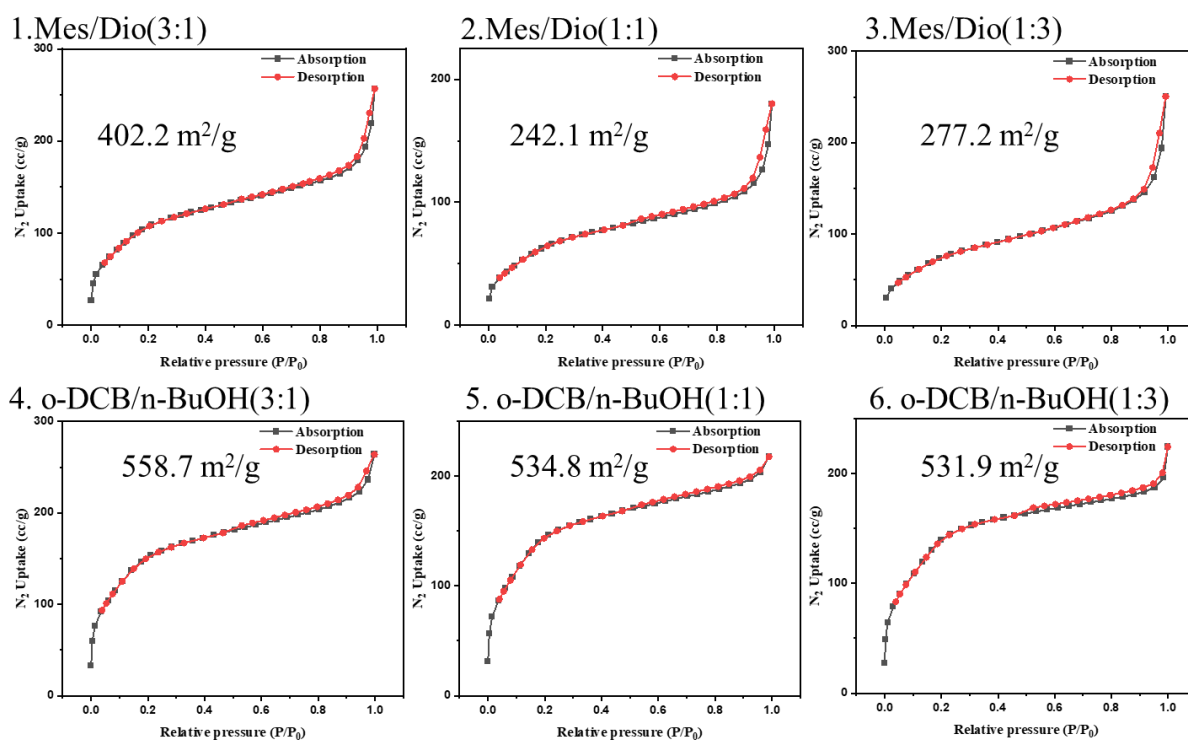 1.Mes/Dio(3:1)
300
200
100
0
N₂ Uptake (cc/g)
Absorption
Desorption
402.2 m²/g
0.0 0.2 0.4 0.6 0.8 1.0
Relative pressure (P/P₀)
2.Mes/Dio(1:1)
200
100
0
N₂ Uptake (cc/g)
Absorption
Desorption
242.1 m²/g
0.0 0.2 0.4 0.6 0.8 1.0
Relative pressure (P/P₀)
3.Mes/Dio(1:3)
300
200
100
0
N₂ Uptake (cc/g)
Absorption
Desorption
277.2 m²/g
0.0 0.2 0.4 0.6 0.8 1.0
Relative pressure (P/P₀)
4. o-DCB/n-BuOH(3:1)
300
200
100
0
N₂ Uptake (cc/g)
Absorption
Desorption
558.7 m²/g
0.0 0.2 0.4 0.6 0.8 1.0
Relative pressure (P/P₀)
5. o-DCB/n-BuOH(1:1)
200
100
0
N₂ Uptake (cc/g)
Absorption
Desorption
534.8 m²/g
0.0 0.2 0.4 0.6 0.8 1.0
Relative pressure (P/P₀)
6. o-DCB/n-BuOH(1:3)
200
100
0
N₂ Uptake (cc/g)
Absorption
Desorption
531.9 m²/g
0.0 0.2 0.4 0.6 0.8 1.0
Relative pressure (P/P₀)